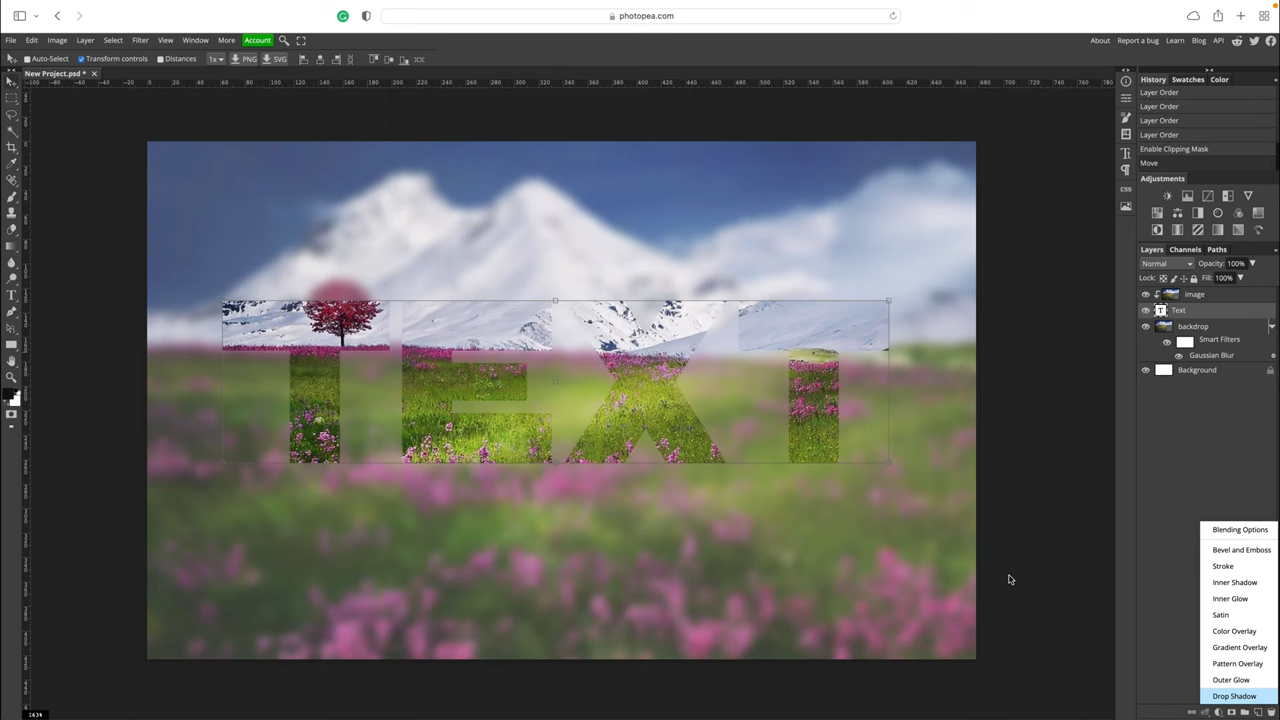 photopea.com
File Edit Image Layer Select Filter View Window More Account
About Report a bug Learn Blog API
Auto-Select Transform controls Distances 1x PNG SVG
New Project.psd *
History Swatches Color
Layer Order
Layer Order
Layer Order
Layer Order
Enable Clipping Mask
Move
Adjustments
CSS
Layers Channels Paths
Normal Opacity: 100%
Lock: Fill: 100%
image
Text
backdrop
Smart Filters
Gaussian Blur
Background
TEXT
Blending Options
Bevel and Emboss
Stroke
Inner Shadow
Inner Glow
Satin
Color Overlay
Gradient Overlay
Pattern Overlay
Outer Glow
Drop Shadow
163%